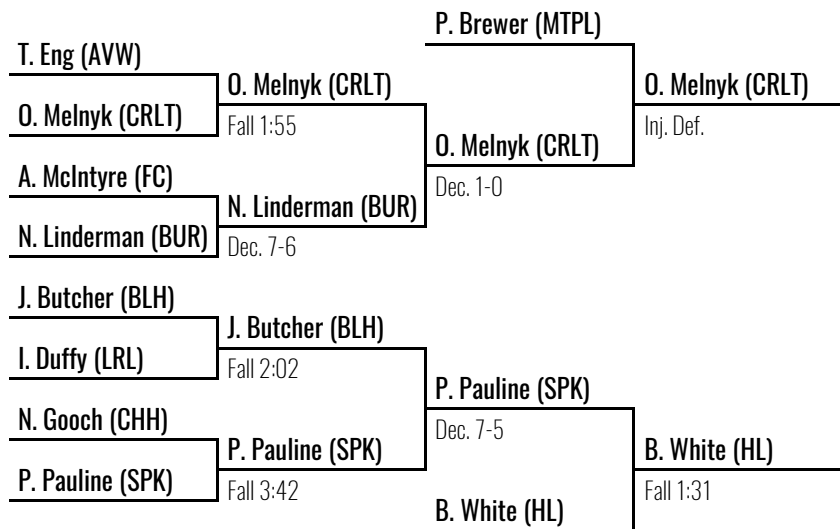 P. Brewer (MTPL)
T. Eng (AVW)
O. Melnyk (CRLT)
O. Melnyk (CRLT)
O. Melnyk (CRLT)
Fall 1:55
Inj. Def.
O. Melnyk (CRLT)
Dec. 1-0
A. McIntyre (FC)
N. Linderman (BUR)
N. Linderman (BUR)
Dec. 7-6
J. Butcher (BLH)
J. Butcher (BLH)
I. Duffy (LRL)
Fall 2:02
P. Pauline (SPK)
Dec. 7-5
N. Gooch (CHH)
P. Pauline (SPK)
B. White (HL)
P. Pauline (SPK)
Fall 3:42
Fall 1:31
B. White (HL)